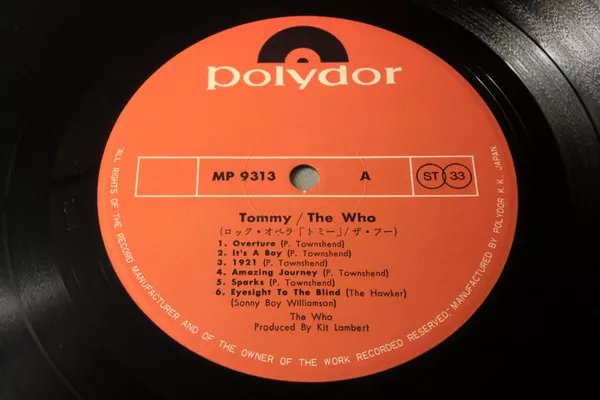 polydor
MP 9313 A ST 33
Tommy / The Who
(ロック・オペラ「トミー」/ザ・フー)
1. Overture (P. Townshend)
2. It's A Boy (P. Townshend)
3. 1921 (P. Townshend)
4. Amazing Journey (P. Townshend)
5. Sparks (P. Townshend)
6. Eyesight To The Blind (The Hawker)
(Sonny Boy Williamson)
The Who
Produced By Kit Lambert
"ALL RIGHTS OF THE RECORD MANUFACTURER AND OF THE OWNER OF THE WORK RECORDED RESERVED: MANUFACTURED BY POLYDOR K.K. JAPAN.